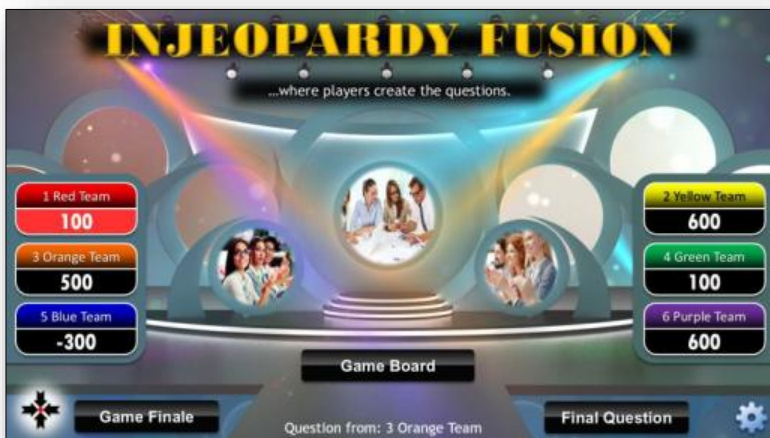 INJEOPARDY FUSION
...where players create the questions.
1 Red Team
100
3 Orange Team
500
5 Blue Team
-300
2 Yellow Team
600
4 Green Team
100
6 Purple Team
600
Game Board
Game Finale
Question from: 3 Orange Team
Final Question